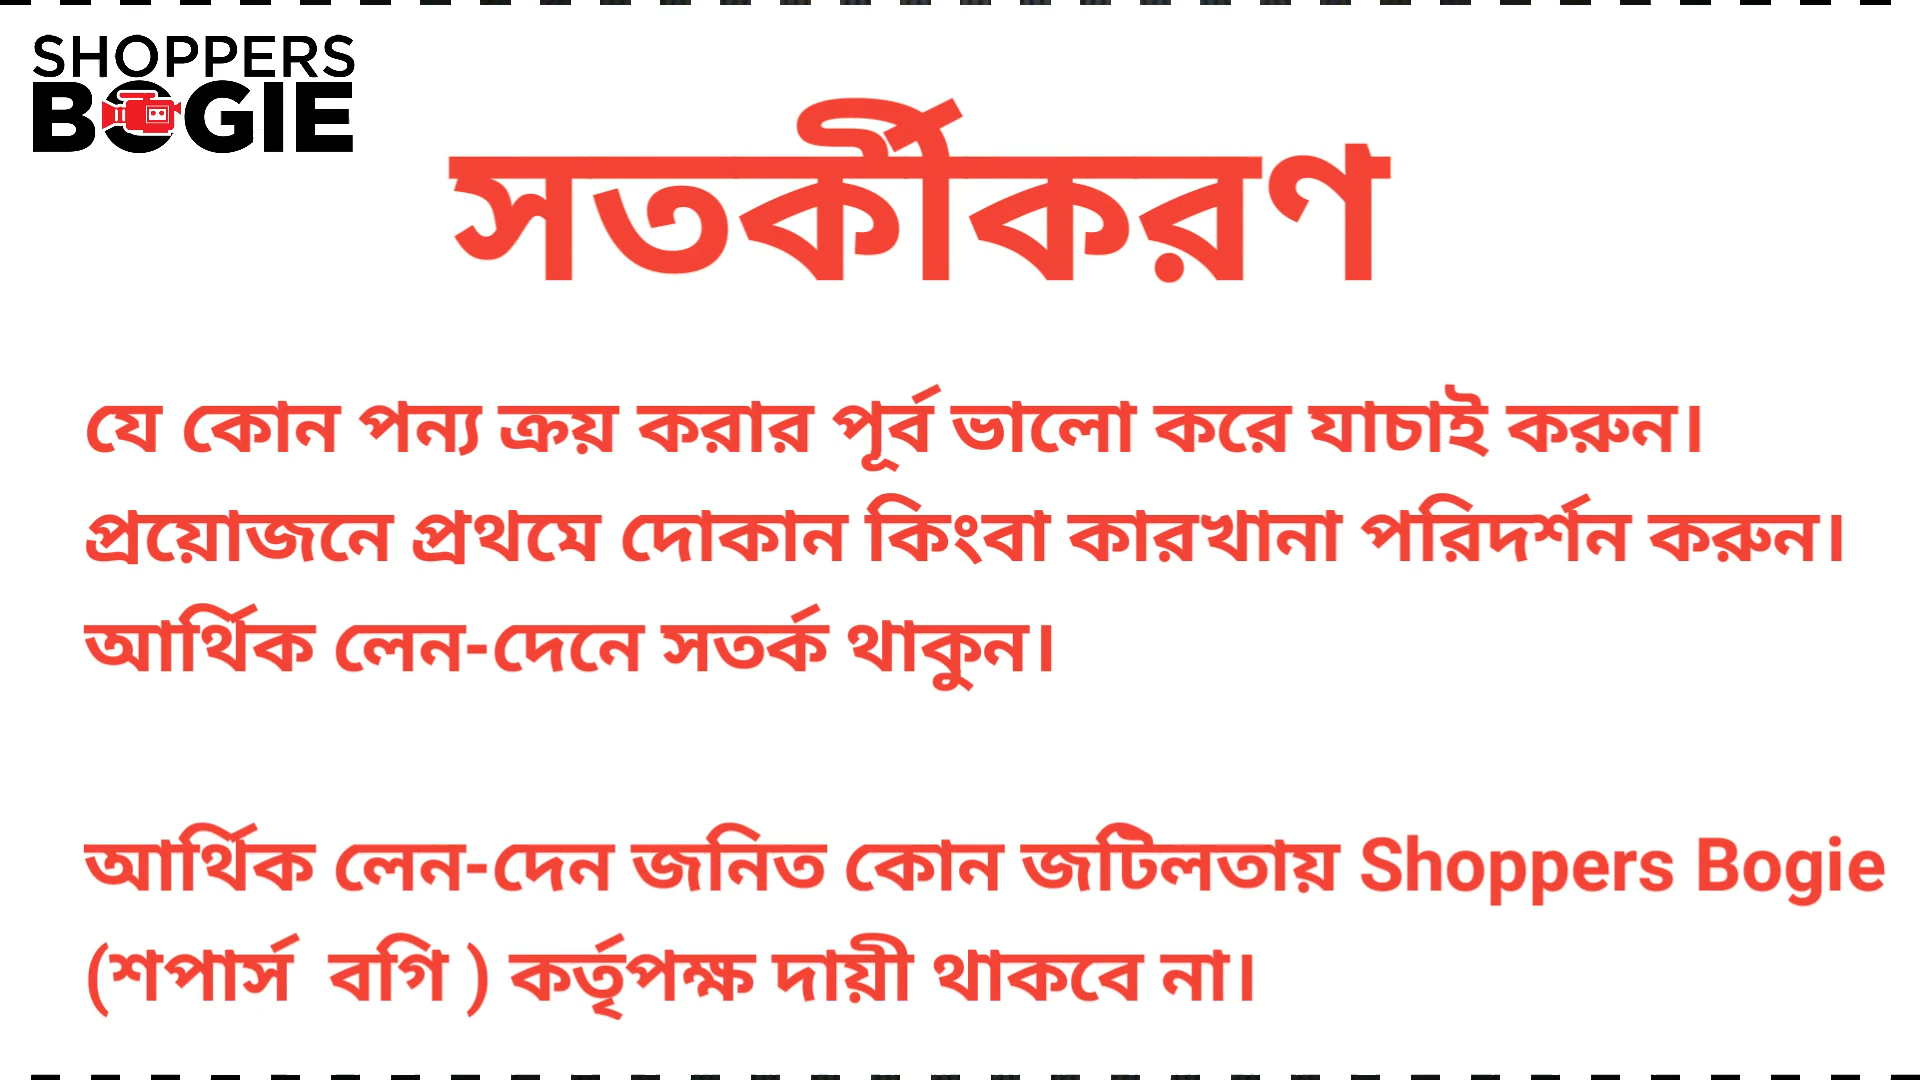 SHOPPERS
BOGIE
সতর্কীকরণ
যে কোন পন্য ক্রয় করার পূর্ব ভালো করে যাচাই করুন।
প্রয়োজনে প্রথমে দোকান কিংবা কারখানা পরিদর্শন করুন।
আর্থিক লেন-দেনে সতর্ক থাকুন।
আর্থিক লেন-দেন জনিত কোন জটিলতায় Shoppers Bogie
(শপার্স বগি ) কর্তৃপক্ষ দায়ী থাকবে না।